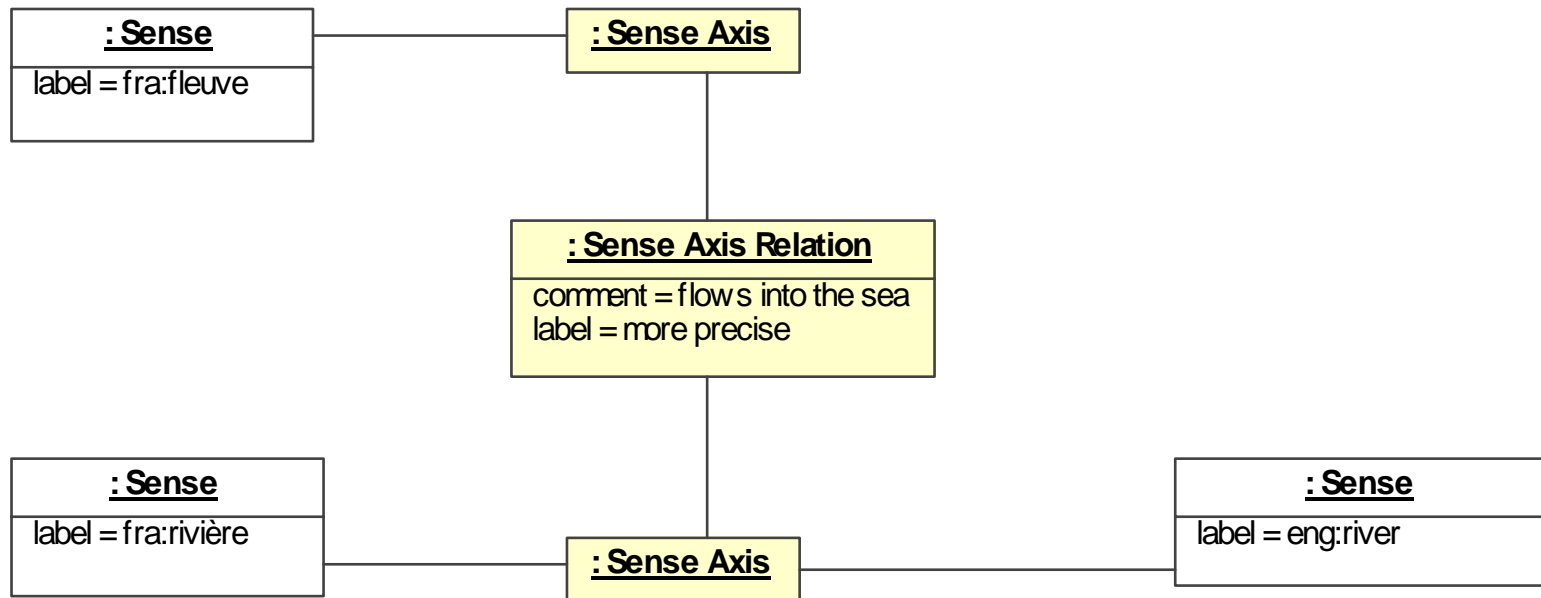 : Sense
label = fra:fleuve
: Sense Axis
: Sense Axis Relation
comment = flows into the sea
label = more precise
: Sense
label = fra:rivière
: Sense Axis
: Sense
label = eng:river